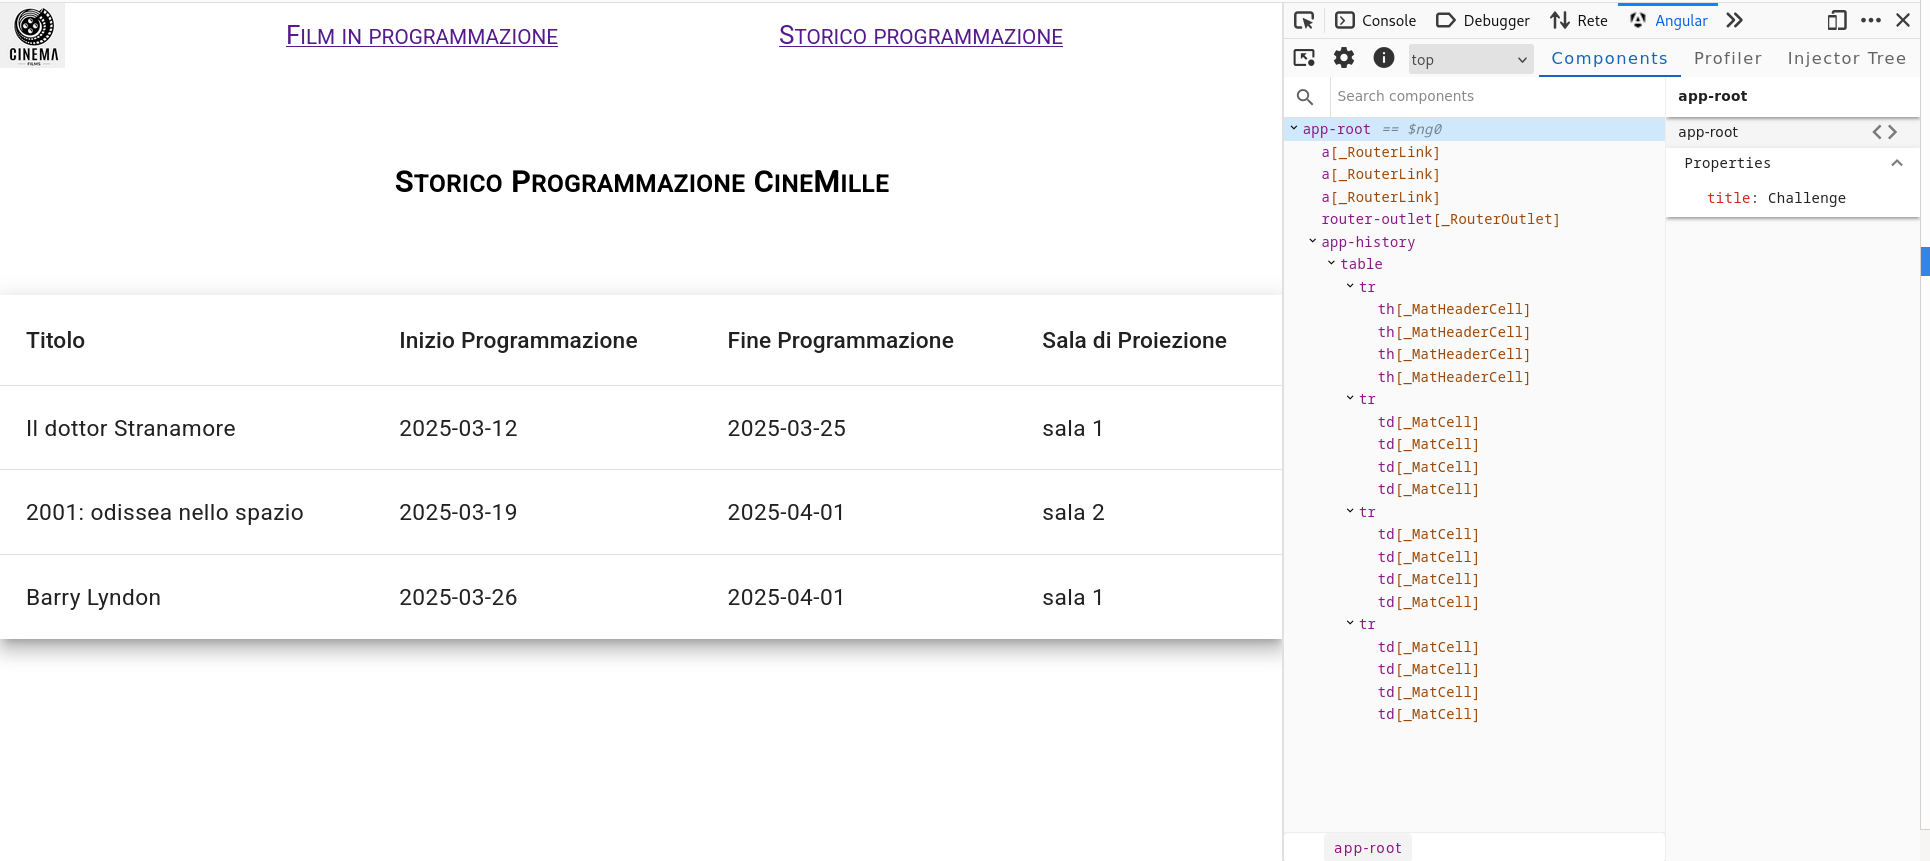 CINEMA
FILMS
Film in programmazione Storico programmazione
Storico Programmazione CineMille
Titolo Inizio Programmazione Fine Programmazione Sala di Proiezione
Il dottor Stranamore 2025-03-12 2025-03-25 sala 1
2001: odissea nello spazio 2025-03-19 2025-04-01 sala 2
Barry Lyndon 2025-03-26 2025-04-01 sala 1
Console Debugger Rete Angular
top Components Profiler Injector Tree
Search components
app-root == $ng0
a[_RouterLink]
a[_RouterLink]
a[_RouterLink]
router-outlet[_RouterOutlet]
app-history
table
tr
th[_MatHeaderCell]
th[_MatHeaderCell]
th[_MatHeaderCell]
th[_MatHeaderCell]
tr
td[_MatCell]
td[_MatCell]
td[_MatCell]
td[_MatCell]
tr
td[_MatCell]
td[_MatCell]
td[_MatCell]
td[_MatCell]
tr
td[_MatCell]
td[_MatCell]
td[_MatCell]
td[_MatCell]
app-root
app-root
app-root
Properties
title: Challenge